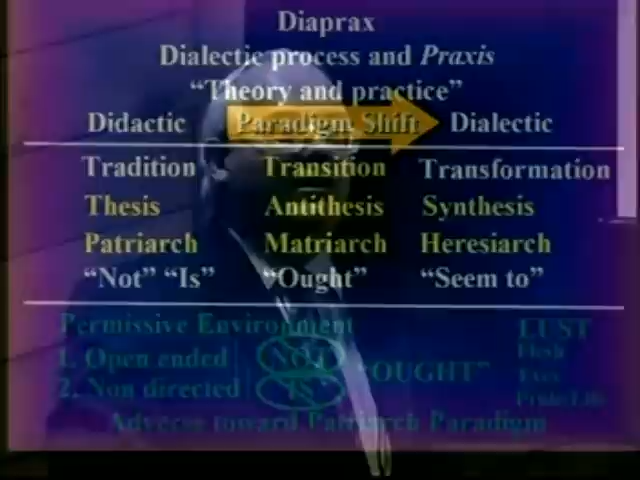 Diaprax
Dialectic process and Praxis
“Theory and practice”
Didactic Paradigm Shift Dialectic
Tradition Transition Transformation
Thesis Antithesis Synthesis
Patriarch Matriarch Heresiarch
“Not” “Is” “Ought” “Seem to”
Permissive Environment LUST
1. Open ended NOT Flesh
"OUGHT" Eyes
2. Non directed IS Pride/Life
Adverse toward Patriarch Paradigm